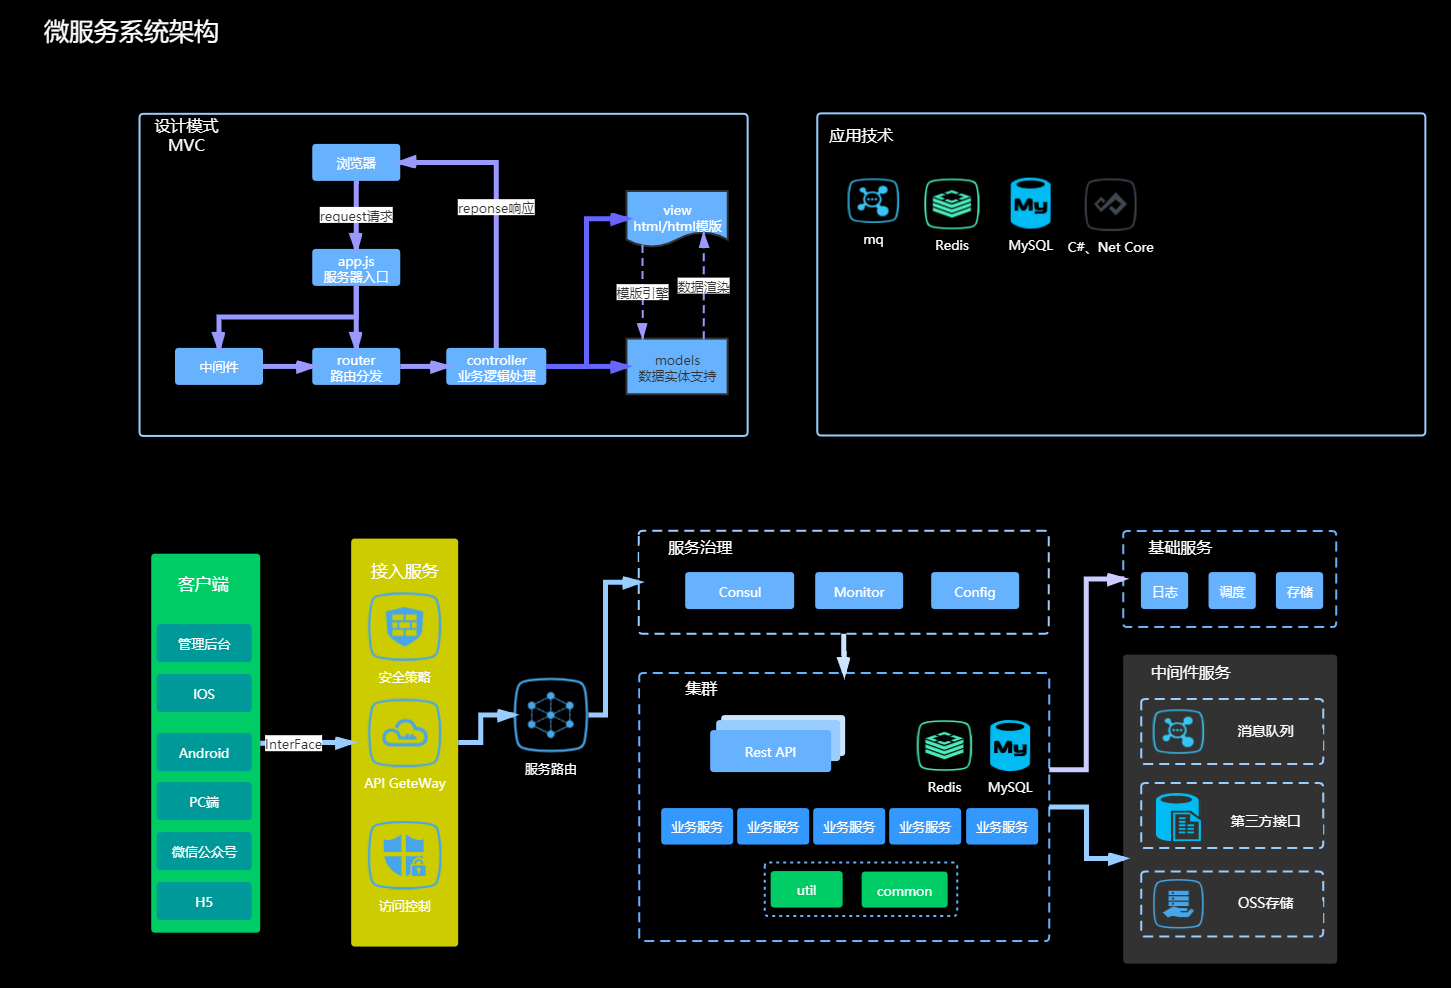 微服务系统架构
设计模式
MVC
浏览器
request请求
reponse响应
app.js
服务器入口
view
html/html模版
模版引擎
数据渲染
中间件
router
路由分发
controller
业务逻辑处理
models
数据实体支持
应用技术
mq
Redis
MySQL
C#、Net Core
客户端
管理后台
IOS
Android
PC端
微信公众号
H5
InterFace
接入服务
安全策略
API GeteWay
访问控制
服务路由
服务治理
Consul
Monitor
Config
集群
Rest API
Redis
MySQL
业务服务
业务服务
业务服务
业务服务
业务服务
util
common
基础服务
日志
调度
存储
中间件服务
消息队列
第三方接口
OSS存储